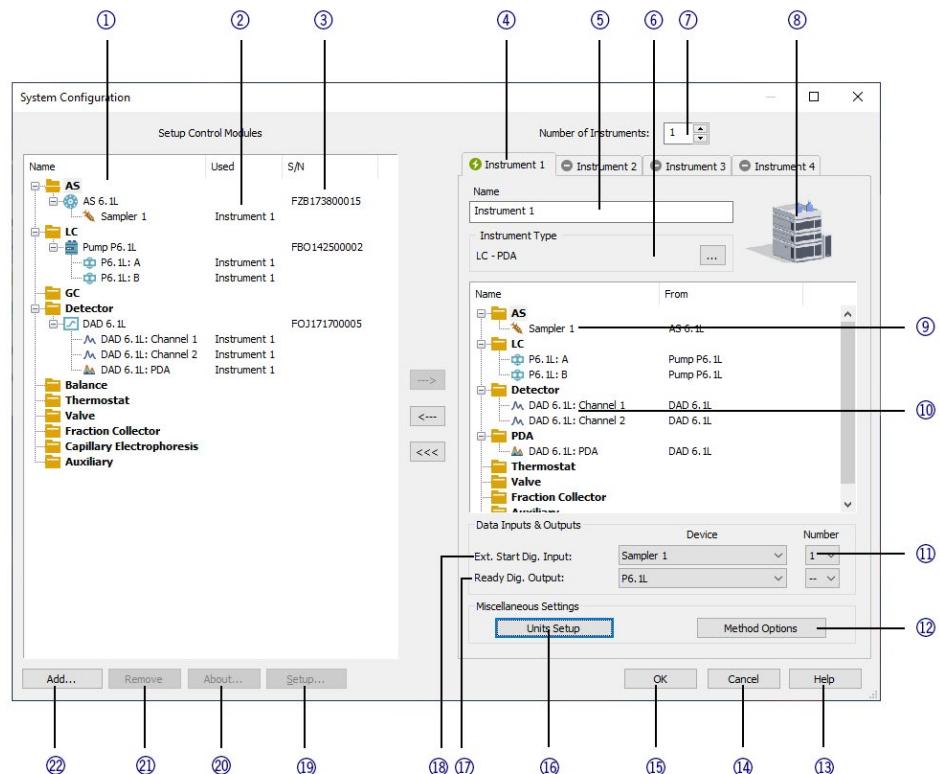 ① ② ③ ④ ⑤ ⑥ ⑦ ⑧
System Configuration
Setup Control Modules
Number of Instruments: 1
Name Used S/N
AS
AS 6.1L FZB173800015
Sampler 1 Instrument 1
LC
Pump P6.1L FBO142500002
P6.1L: A Instrument 1
P6.1L: B Instrument 1
GC
Detector
DAD 6.1L FOJ171700005
DAD 6.1L: Channel 1 Instrument 1
DAD 6.1L: Channel 2 Instrument 1
DAD 6.1L: PDA Instrument 1
Balance
Thermostat
Valve
Fraction Collector
Capillary Electrophoresis
Auxiliary
--->
<---
<<<
Instrument 1 Instrument 2 Instrument 3 Instrument 4
Name
Instrument 1
Instrument Type
LC - PDA ...
Name From
AS
Sampler 1 AS 6.1L ⑨
LC
P6.1L: A Pump P6.1L
P6.1L: B Pump P6.1L
Detector
DAD 6.1L: Channel 1 DAD 6.1L ⑩
DAD 6.1L: Channel 2 DAD 6.1L
PDA
DAD 6.1L: PDA DAD 6.1L
Thermostat
Valve
Fraction Collector
Auxiliary
Data Inputs & Outputs
Device Number
Ext. Start Dig. Input: Sampler 1 1 ⑪
Ready Dig. Output: P6.1L --
Miscellaneous Settings
Units Setup Method Options ⑫
Add... Remove About... Setup... OK Cancel Help
㉒ ㉑ ⑳ ⑲ ⑱ ⑰ ⑯ ⑮ ⑭ ⑬